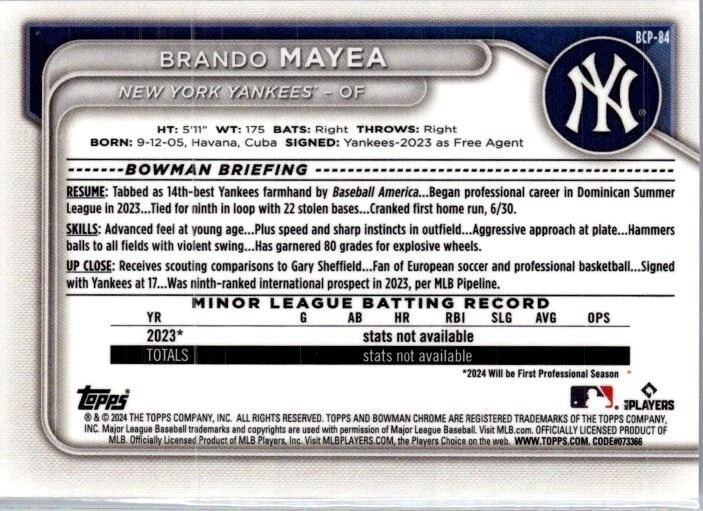 BCP-84
BRANDO MAYEA
NEW YORK YANKEES® – OF
NY®
HT: 5'11" WT: 175 BATS: Right THROWS: Right
BORN: 9-12-05, Havana, Cuba SIGNED: Yankees-2023 as Free Agent
BOWMAN BRIEFING
RESUME: Tabbed as 14th-best Yankees farmhand by Baseball America...Began professional career in Dominican Summer
League in 2023...Tied for ninth in loop with 22 stolen bases...Cranked first home run, 6/30.
SKILLS: Advanced feel at young age...Plus speed and sharp instincts in outfield...Aggressive approach at plate...Hammers
balls to all fields with violent swing...Has garnered 80 grades for explosive wheels.
UP CLOSE: Receives scouting comparisons to Gary Sheffield...Fan of European soccer and professional basketball...Signed
with Yankees at 17...Was ninth-ranked international prospect in 2023, per MLB Pipeline.
MINOR LEAGUE BATTING RECORD
YR G AB HR RBI SLG AVG OPS
2023* stats not available
TOTALS stats not available
*2024 Will be First Professional Season
Topps® PLAYERS
® & © 2024 THE TOPPS COMPANY, INC. ALL RIGHTS RESERVED. TOPPS AND BOWMAN CHROME ARE REGISTERED TRADEMARKS OF THE TOPPS COMPANY,
INC. Major League Baseball trademarks and copyrights are used with permission of Major League Baseball. Visit MLB.com. OFFICIALLY LICENSED PRODUCT OF
MLB. Officially Licensed Product of MLB Players, Inc. Visit MLBPLAYERS.COM, the Players Choice on the web. WWW.TOPPS.COM. CODE#073366